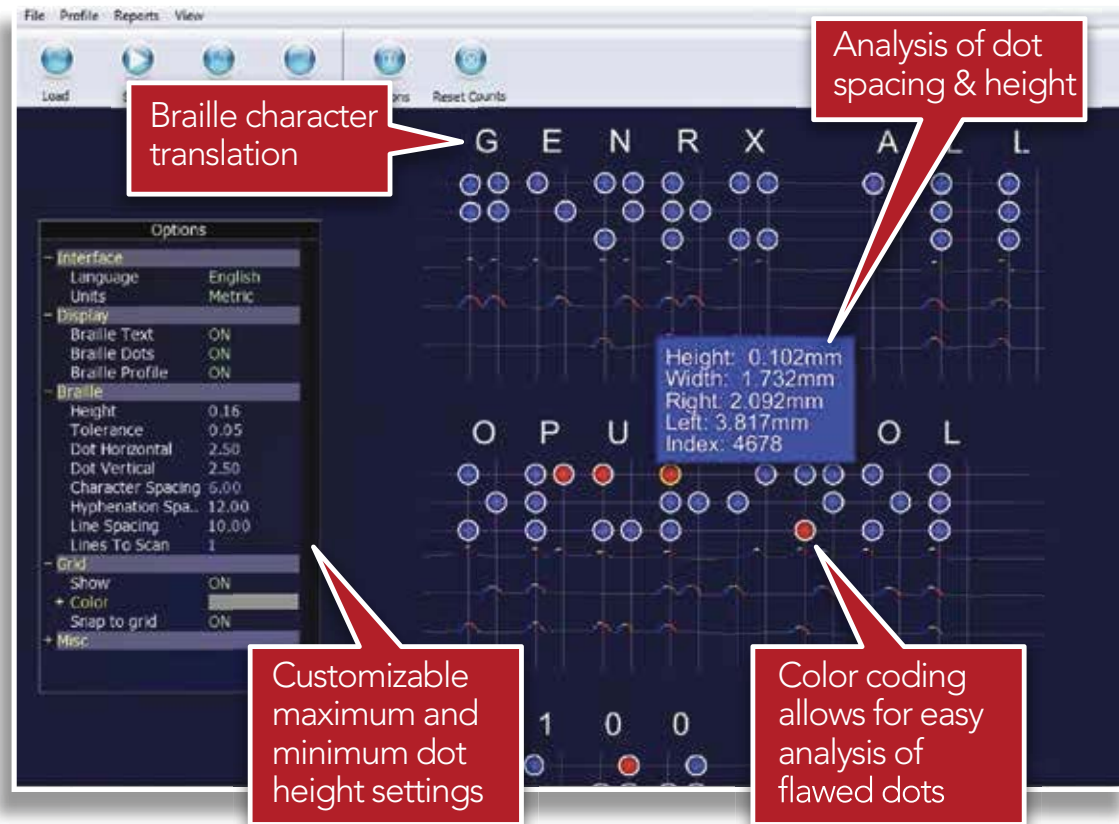 File Profile Reports View
Load
Reset Counts
Braille character
translation
Analysis of dot
spacing & height
G E N R X A L L
Options
− Interface
Language English
Units Metric
− Display
Braille Text ON
Braille Dots ON
Braille Profile ON
− Braille
Height 0.16
Tolerance 0.05
Dot Horizontal 2.50
Dot Vertical 2.50
Character Spacing 6.00
Hyphenation Spa.. 12.00
Line Spacing 10.00
Lines To Scan 1
− Grid
Show ON
+ Color
Snap to grid ON
+ Misc
Height: 0.102mm
Width: 1.732mm
Right: 2.092mm
Left: 3.817mm
Index: 4678
O P U O L
Customizable
maximum and
minimum dot
height settings
Color coding
allows for easy
analysis of
flawed dots
1 0 0